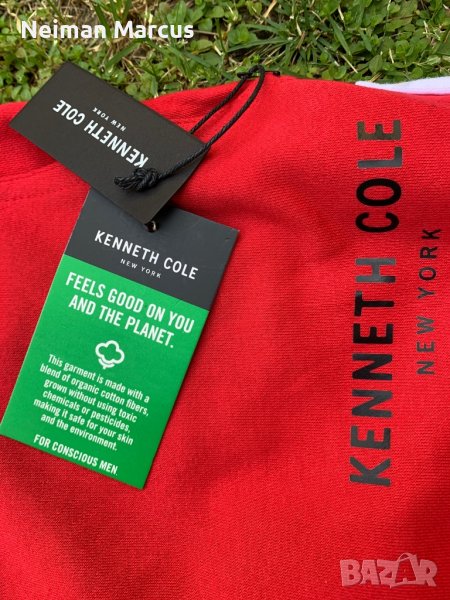 Neiman Marcus
KENNETH COLE
NEW YORK
KENNETH COLE
NEW YORK
FEELS GOOD ON YOU
AND THE PLANET.
This garment is made with a
blend of organic cotton fibers,
grown without using toxic
chemicals or pesticides,
making it safe for your skin
and the environment.
FOR CONSCIOUS MEN
KENNETH COLE
NEW YORK
BAZAR